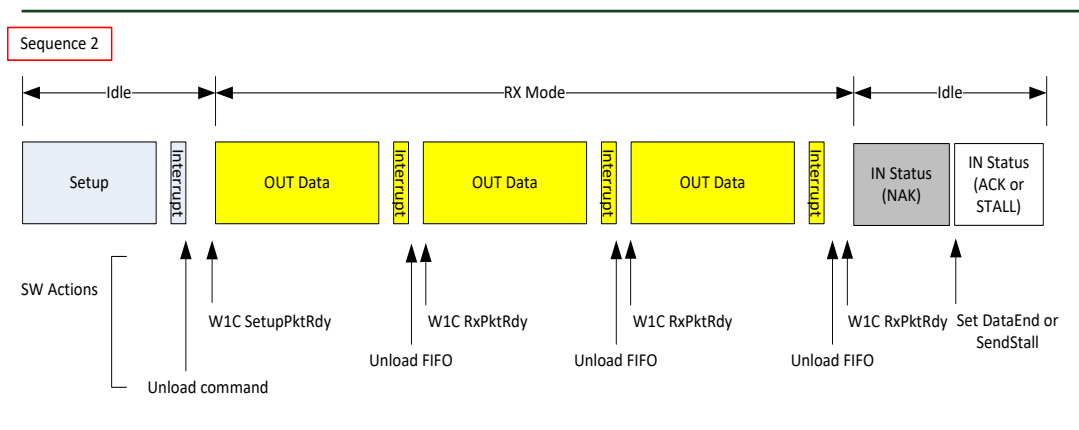 Sequence 2
Idle
RX Mode
Idle
Setup
Interrupt
OUT Data
Interrupt
OUT Data
Interrupt
OUT Data
Interrupt
IN Status
(NAK)
IN Status
(ACK or
STALL)
SW Actions
W1C SetupPktRdy
W1C RxPktRdy
W1C RxPktRdy
W1C RxPktRdy
Set DataEnd or
SendStall
Unload FIFO
Unload FIFO
Unload FIFO
Unload command